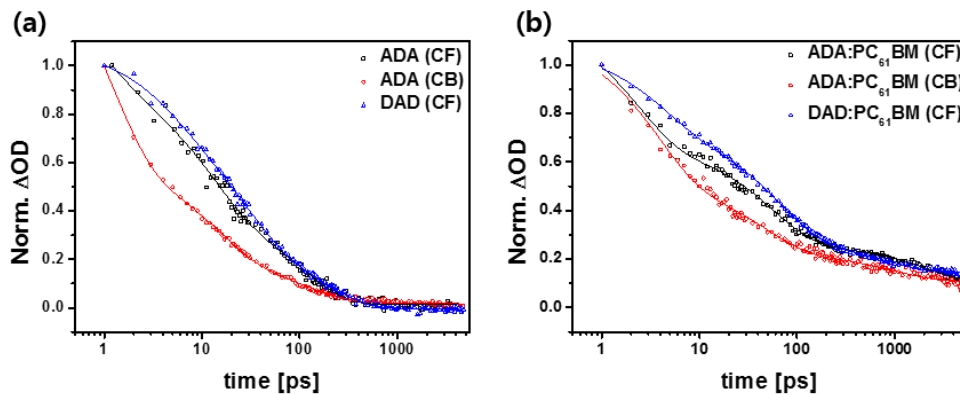 (a)
ADA (CF)
ADA (CB)
DAD (CF)
Norm. ΔOD
1.0
0.8
0.6
0.4
0.2
0.0
1
10
100
1000
time [ps]
(b)
ADA:PC61BM (CF)
ADA:PC61BM (CB)
DAD:PC61BM (CF)
Norm. ΔOD
1.0
0.8
0.6
0.4
0.2
0.0
1
10
100
1000
time [ps]